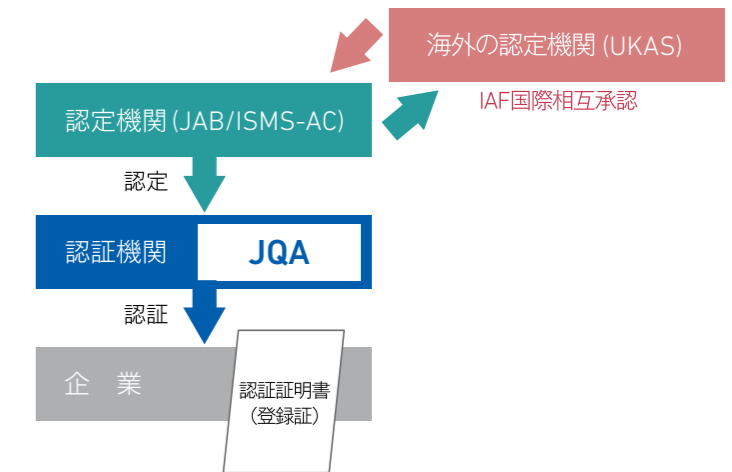 海外の認定機関 (UKAS)
IAF国際相互承認
認定機関 (JAB/ISMS-AC)
認定
認証機関
JQA
認証
企　業
認証証明書
（登録証）